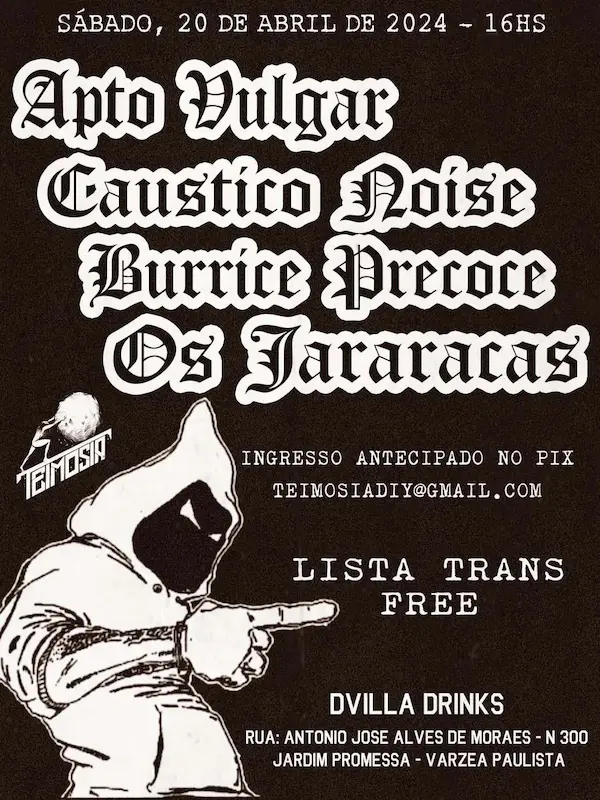 SÁBADO, 20 DE ABRIL DE 2024 - 16HS
Apto Vulgar
Caustico Noise
Burrice Precoce
Os Jararacas
TEIMOSIA
INGRESSO ANTECIPADO NO PIX
TEIMOSIADIY@GMAIL.COM
LISTA TRANS
FREE
DVILLA DRINKS
RUA: ANTONIO JOSE ALVES DE MORAES - N 300
JARDIM PROMESSA - VARZEA PAULISTA